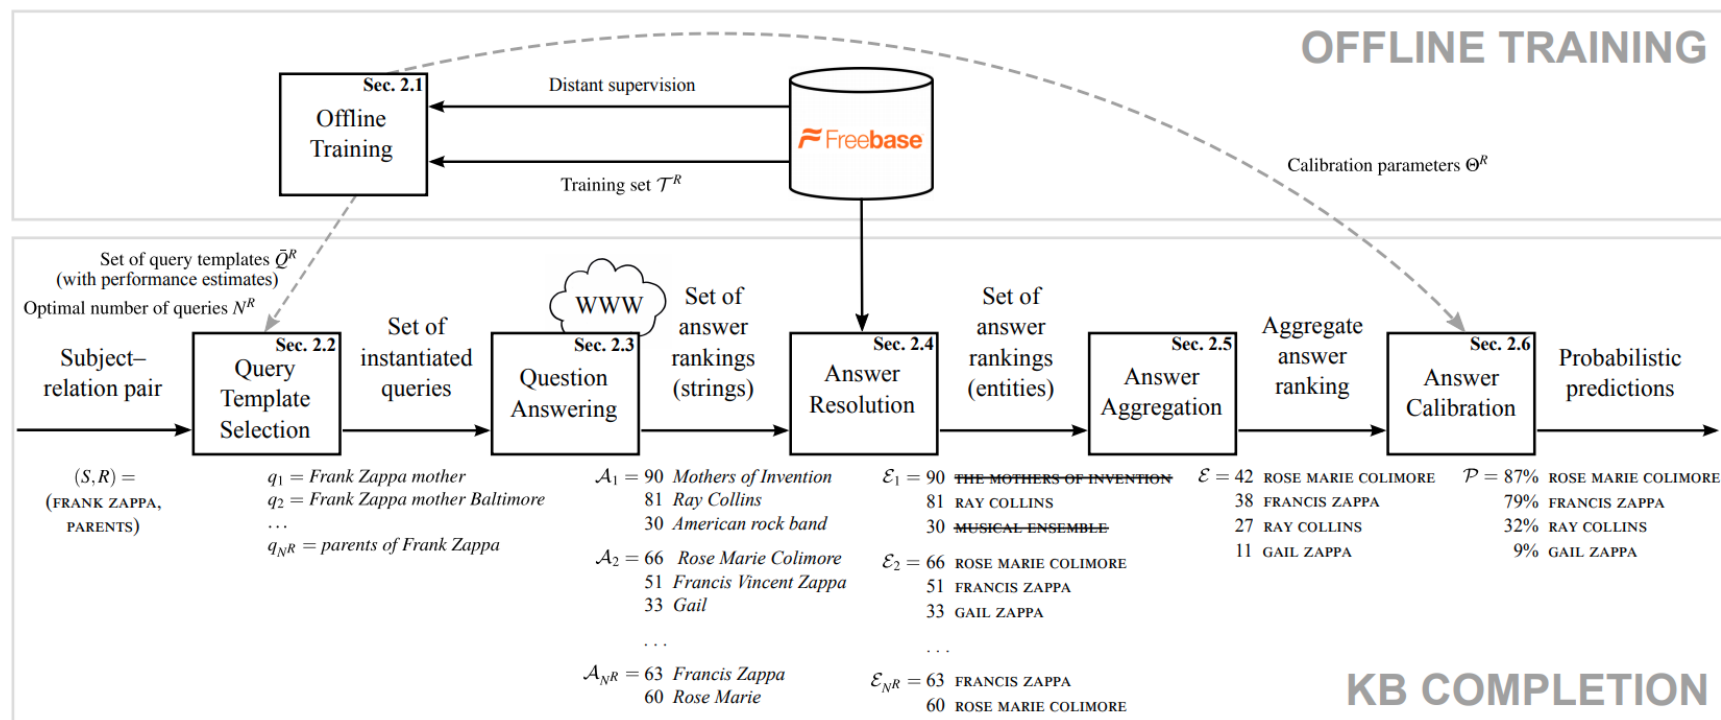 OFFLINE TRAINING
Sec. 2.1
Offline
Training
Distant supervision
Training set 𝒯^R
Freebase
Calibration parameters Θ^R
Set of query templates Q̄^R
(with performance estimates)
Optimal number of queries N^R
WWW
Subject–
relation pair
Sec. 2.2
Query
Template
Selection
Set of
instantiated
queries
Sec. 2.3
Question
Answering
Set of
answer
rankings
(strings)
Sec. 2.4
Answer
Resolution
Set of
answer
rankings
(entities)
Sec. 2.5
Answer
Aggregation
Aggregate
answer
ranking
Sec. 2.6
Answer
Calibration
Probabilistic
predictions
(S,R) =
(FRANK ZAPPA,
PARENTS)
q_1 = Frank Zappa mother
q_2 = Frank Zappa mother Baltimore
...
q_{N^R} = parents of Frank Zappa
𝒜_1 = 90 Mothers of Invention
81 Ray Collins
30 American rock band
𝒜_2 = 66 Rose Marie Colimore
51 Francis Vincent Zappa
33 Gail
...
𝒜_{N^R} = 63 Francis Zappa
60 Rose Marie
ℰ_1 = 90 THE MOTHERS OF INVENTION
81 RAY COLLINS
30 MUSICAL ENSEMBLE
ℰ_2 = 66 ROSE MARIE COLIMORE
51 FRANCIS ZAPPA
33 GAIL ZAPPA
...
ℰ_{N^R} = 63 FRANCIS ZAPPA
60 ROSE MARIE COLIMORE
ℰ = 42 ROSE MARIE COLIMORE
38 FRANCIS ZAPPA
27 RAY COLLINS
11 GAIL ZAPPA
𝒫 = 87% ROSE MARIE COLIMORE
79% FRANCIS ZAPPA
32% RAY COLLINS
9% GAIL ZAPPA
KB COMPLETION